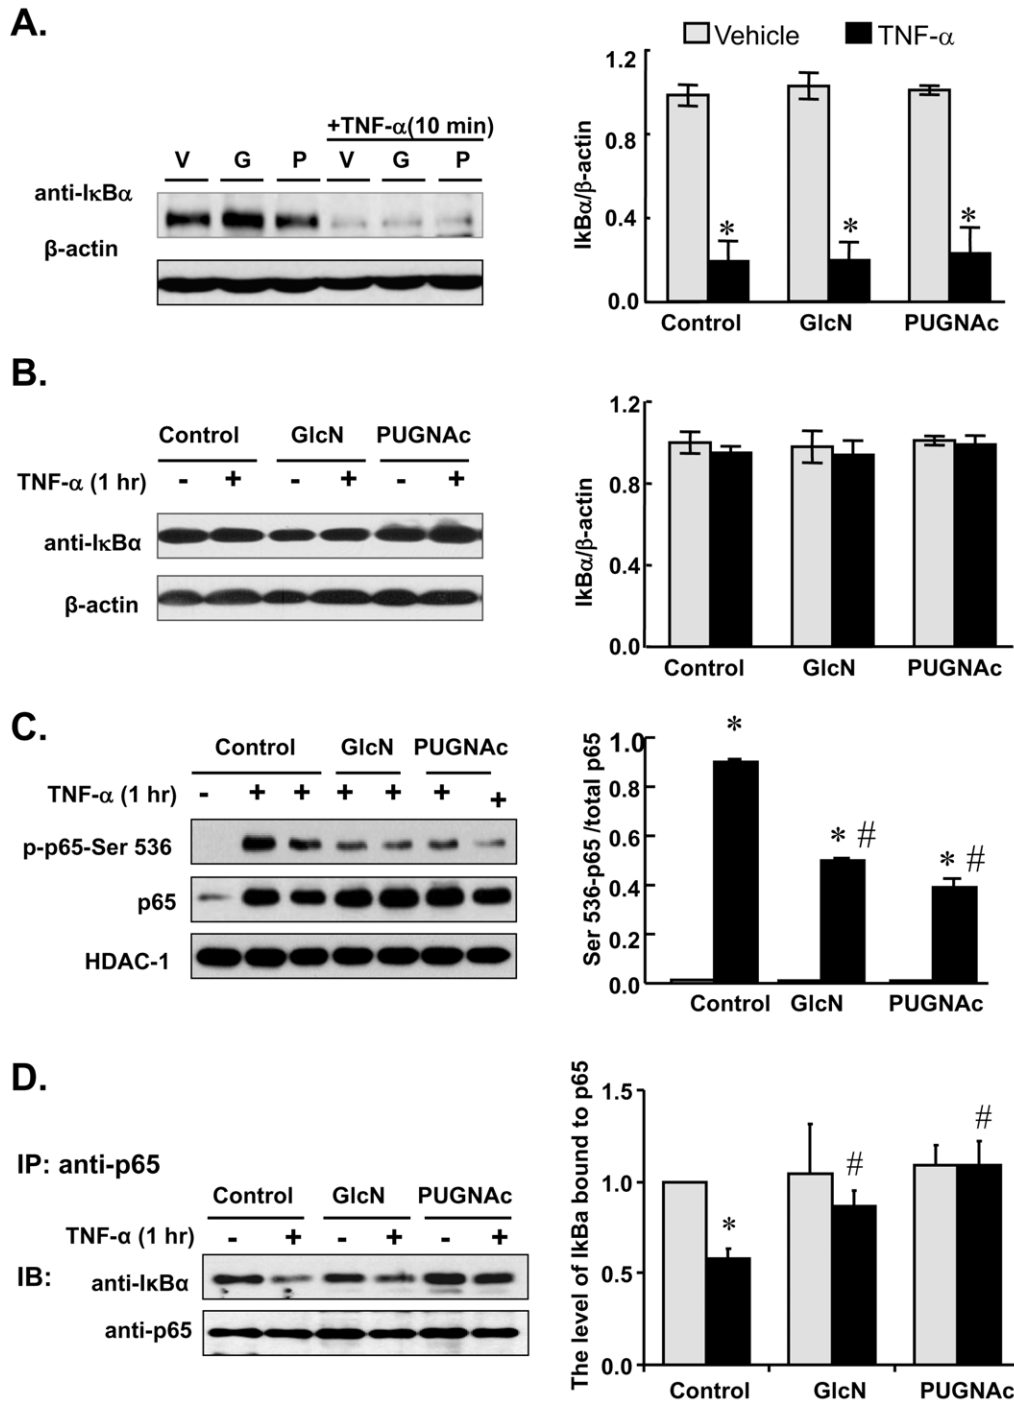 A.
+TNF-α(10 min)
V G P V G P
anti-IκBα
β-actin
Vehicle TNF-α
IkBα/β-actin
1.2
0.8
0.4
0.0
* * *
Control GlcN PUGNAc
B.
Control GlcN PUGNAc
TNF-α (1 hr) - + - + - +
anti-IκBα
β-actin
IkBα/β-actin
1.2
0.8
0.4
0.0
Control GlcN PUGNAc
C.
Control GlcN PUGNAc
TNF-α (1 hr) - + + + + + +
p-p65-Ser 536
p65
HDAC-1
Ser 536-p65 /total p65
1.0
0.8
0.6
0.4
0.2
0.0
* * # * #
Control GlcN PUGNAc
D.
IP: anti-p65
Control GlcN PUGNAc
TNF-α (1 hr) - + - + - +
IB: anti-IκBα
anti-p65
The level of IkBa bound to p65
1.5
1.0
0.5
0.0
* # #
Control GlcN PUGNAc